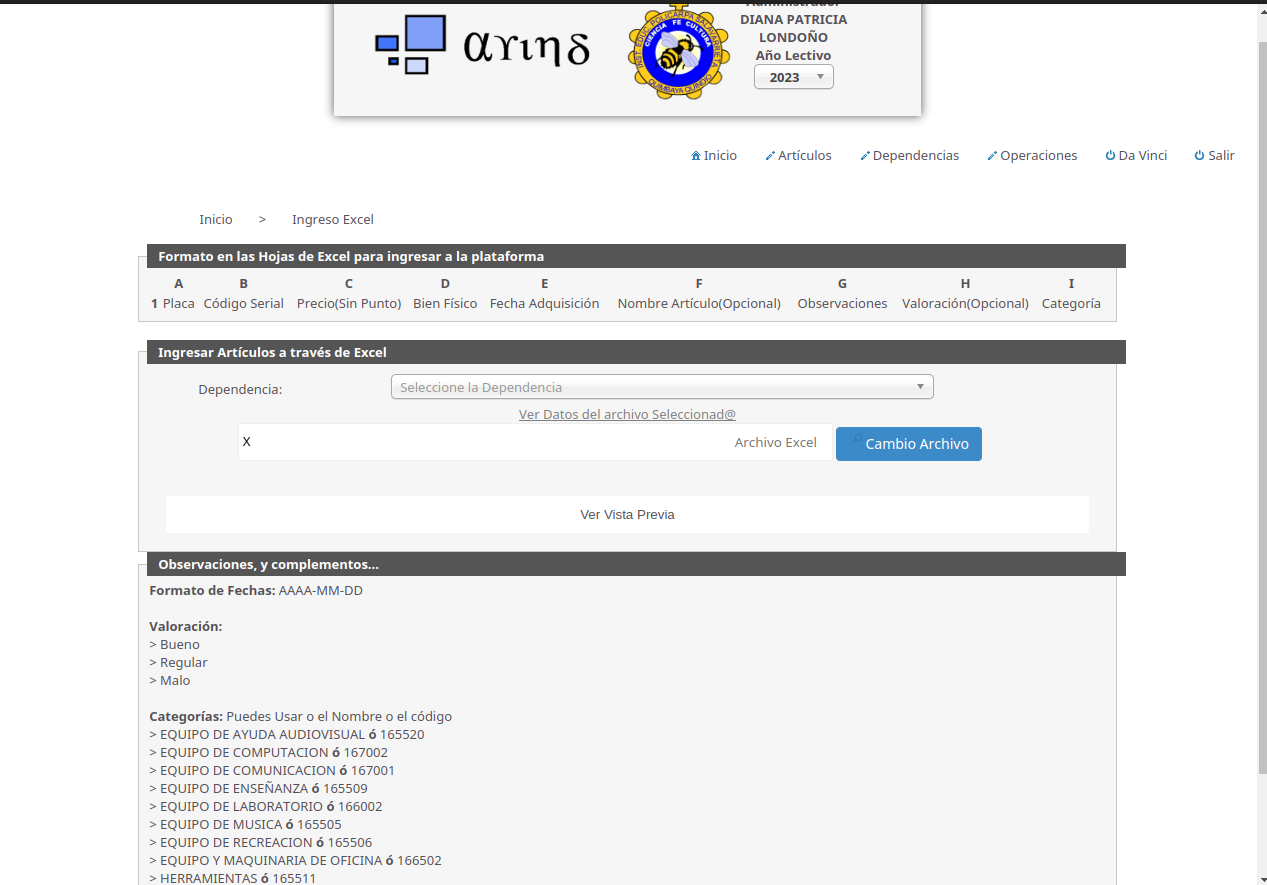 Administrador
DIANA PATRICIA
LONDOÑO
Año Lectivo
2023
αrιηδ
INST. EDUC. POLICARPA SALAVARRIETA
CIENCIA FE CULTURA
QUIMBAYA QUINDIO
Inicio Artículos Dependencias Operaciones Da Vinci Salir
Inicio > Ingreso Excel
Formato en las Hojas de Excel para ingresar a la plataforma
A B C D E F G H I
1 Placa Código Serial Precio(Sin Punto) Bien Físico Fecha Adquisición Nombre Artículo(Opcional) Observaciones Valoración(Opcional) Categoría
Ingresar Artículos a través de Excel
Dependencia: Seleccione la Dependencia
Ver Datos del archivo Seleccionad@
X Archivo Excel Cambio Archivo
Ver Vista Previa
Observaciones, y complementos...
Formato de Fechas: AAAA-MM-DD
Valoración:
> Bueno
> Regular
> Malo
Categorías: Puedes Usar o el Nombre o el código
> EQUIPO DE AYUDA AUDIOVISUAL ó 165520
> EQUIPO DE COMPUTACION ó 167002
> EQUIPO DE COMUNICACION ó 167001
> EQUIPO DE ENSEÑANZA ó 165509
> EQUIPO DE LABORATORIO ó 166002
> EQUIPO DE MUSICA ó 165505
> EQUIPO DE RECREACION ó 165506
> EQUIPO Y MAQUINARIA DE OFICINA ó 166502
> HERRAMIENTAS ó 165511